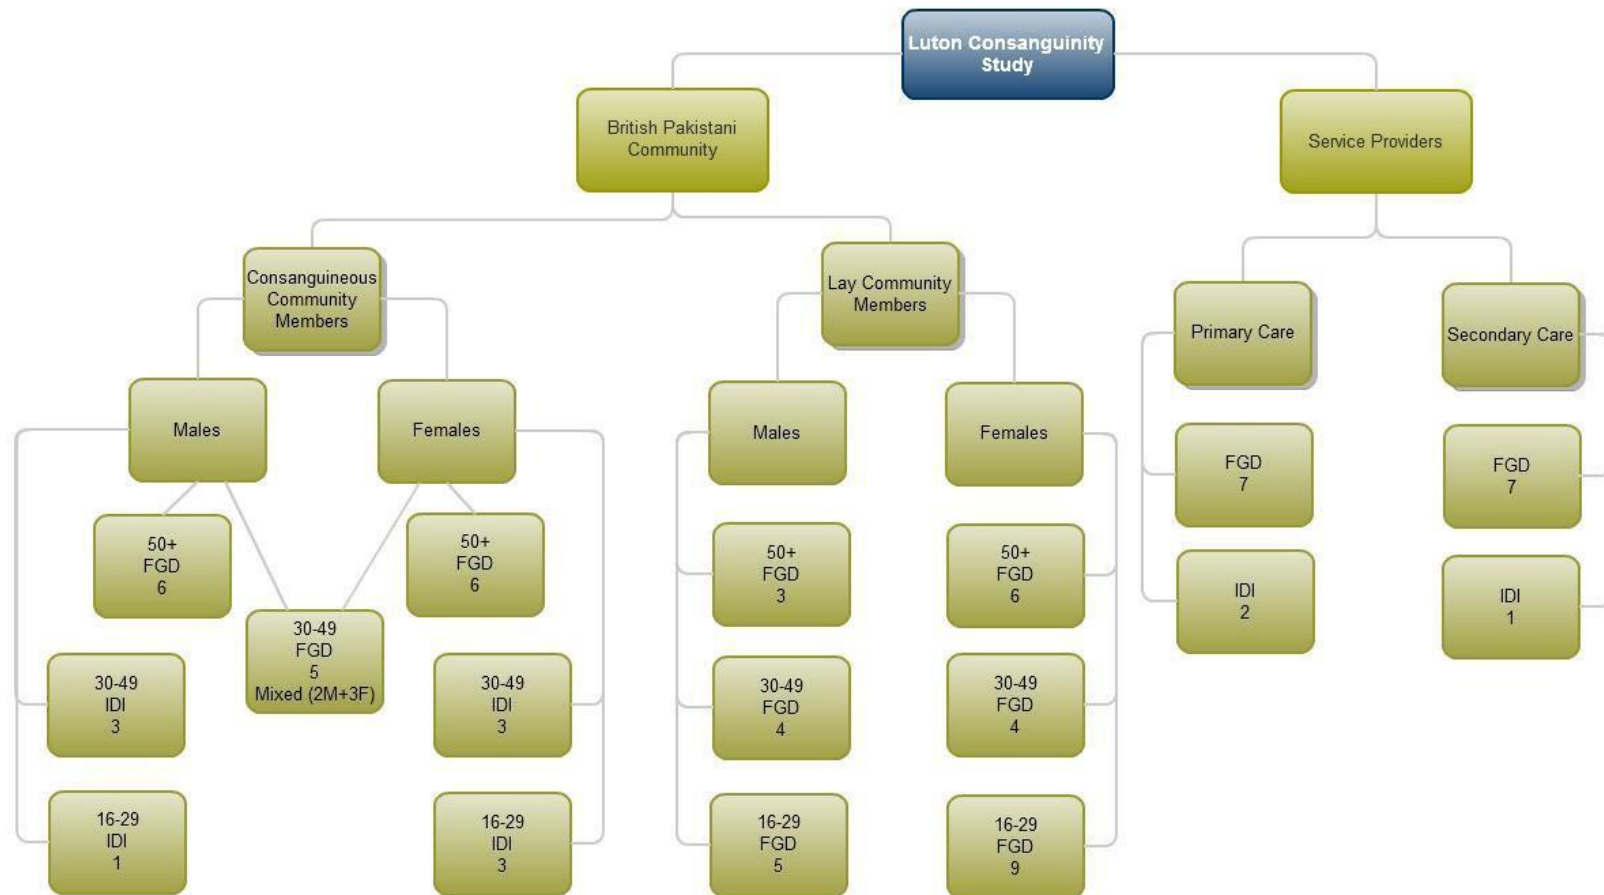 Luton Consanguinity
Study
British Pakistani
Community
Service Providers
Consanguineous
Community
Members
Lay Community
Members
Primary Care
Secondary Care
Males
Females
Males
Females
FGD
7
FGD
7
50+
FGD
6
50+
FGD
6
50+
FGD
3
50+
FGD
6
IDI
2
IDI
1
30-49
FGD
5
Mixed (2M+3F)
30-49
IDI
3
30-49
IDI
3
30-49
FGD
4
30-49
FGD
4
16-29
IDI
1
16-29
IDI
3
16-29
FGD
5
16-29
FGD
9